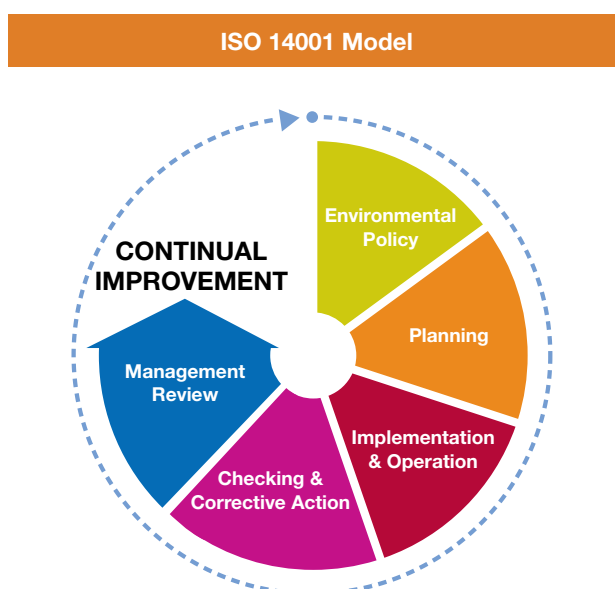 ISO 14001 Model
Environmental
Policy
CONTINUAL
IMPROVEMENT
Planning
Management
Review
Implementation
& Operation
Checking &
Corrective Action